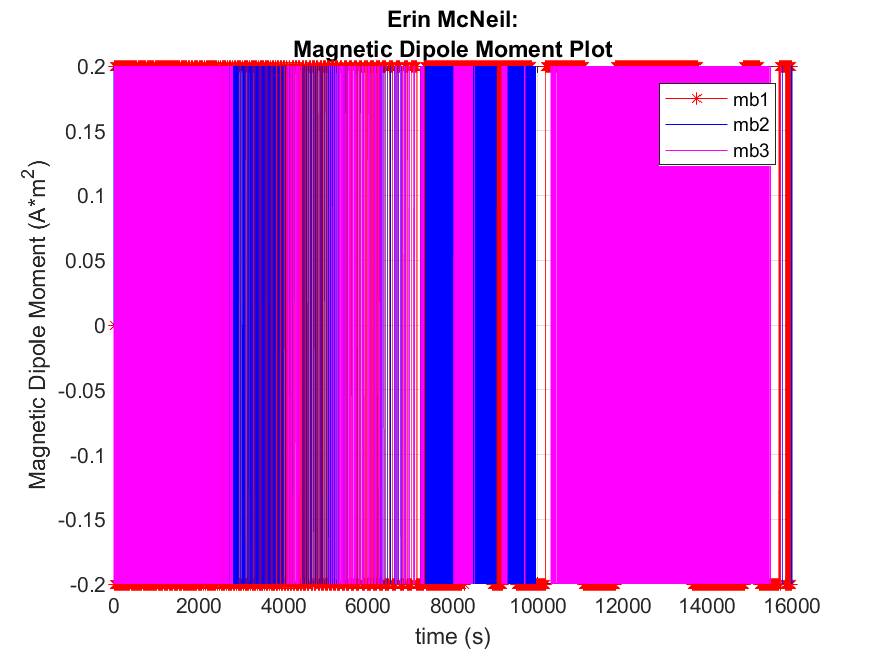 Erin McNeil:
Magnetic Dipole Moment Plot
0.2
0.15
0.1
0.05
0
-0.05
-0.1
-0.15
-0.2
Magnetic Dipole Moment (A*m²)
mb1
mb2
mb3
0 2000 4000 6000 8000 10000 12000 14000 16000
time (s)